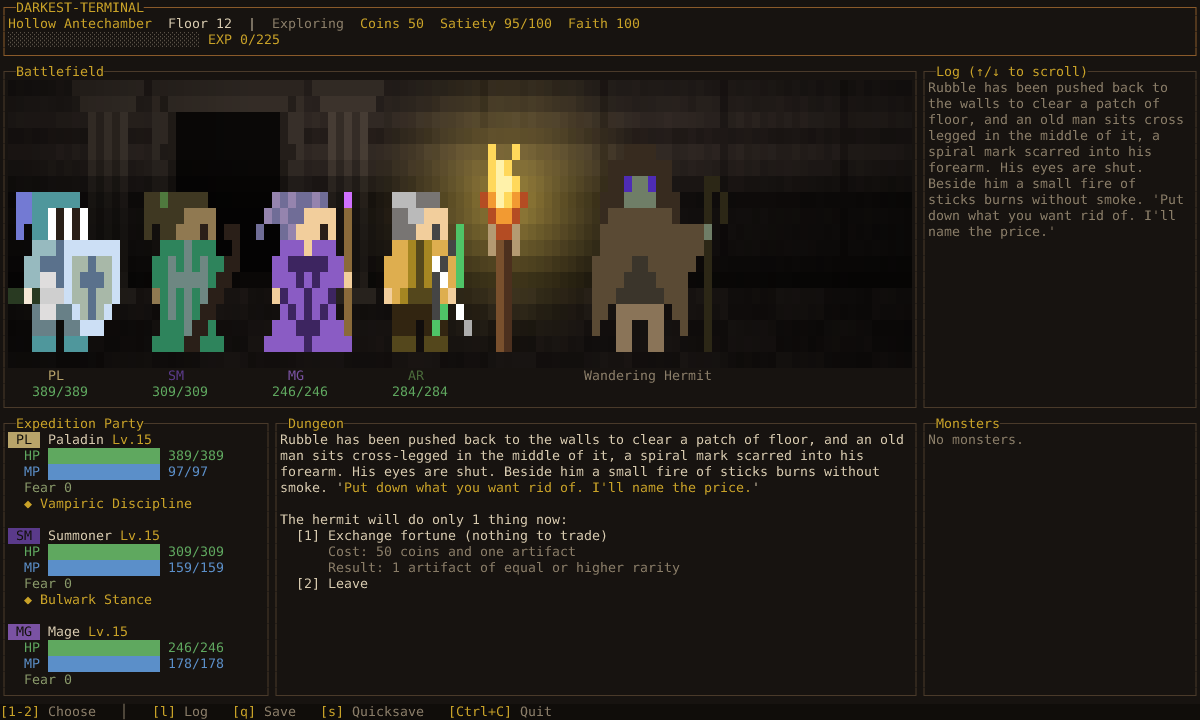 DARKEST-TERMINAL
Hollow Antechamber  Floor 12  |  Exploring  Coins 50  Satiety 95/100  Faith 100
EXP 0/225
Battlefield
PL  SM  MG  AR  Wandering Hermit
389/389  309/309  246/246  284/284
Log (↑/↓ to scroll)
Rubble has been pushed back to
the walls to clear a patch of
floor, and an old man sits cross
legged in the middle of it, a
spiral mark scarred into his
forearm. His eyes are shut.
Beside him a small fire of
sticks burns without smoke. 'Put
down what you want rid of. I'll
name the price.'
Expedition Party
PL Paladin Lv.15
HP 389/389
MP 97/97
Fear 0
◆ Vampiric Discipline
SM Summoner Lv.15
HP 309/309
MP 159/159
Fear 0
◆ Bulwark Stance
MG Mage Lv.15
HP 246/246
MP 178/178
Fear 0
Dungeon
Rubble has been pushed back to the walls to clear a patch of floor, and an old
man sits cross-legged in the middle of it, a spiral mark scarred into his
forearm. His eyes are shut. Beside him a small fire of sticks burns without
smoke. 'Put down what you want rid of. I'll name the price.'
The hermit will do only 1 thing now:
[1] Exchange fortune (nothing to trade)
Cost: 50 coins and one artifact
Result: 1 artifact of equal or higher rarity
[2] Leave
Monsters
No monsters.
[1-2] Choose  │  [l] Log  [q] Save  [s] Quicksave  [Ctrl+C] Quit